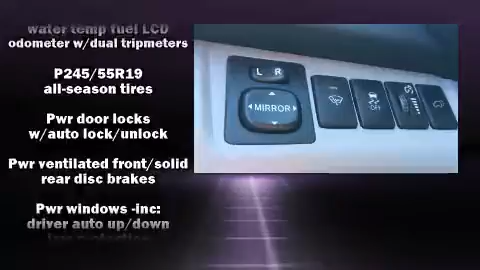 water temp fuel LCD
odometer w/dual tripmeters
P245/55R19
all-season tires
Pwr door locks
w/auto lock/unlock
Pwr ventilated front/solid
rear disc brakes
Pwr windows -inc:
driver auto up/down
L R
MIRROR
OFF